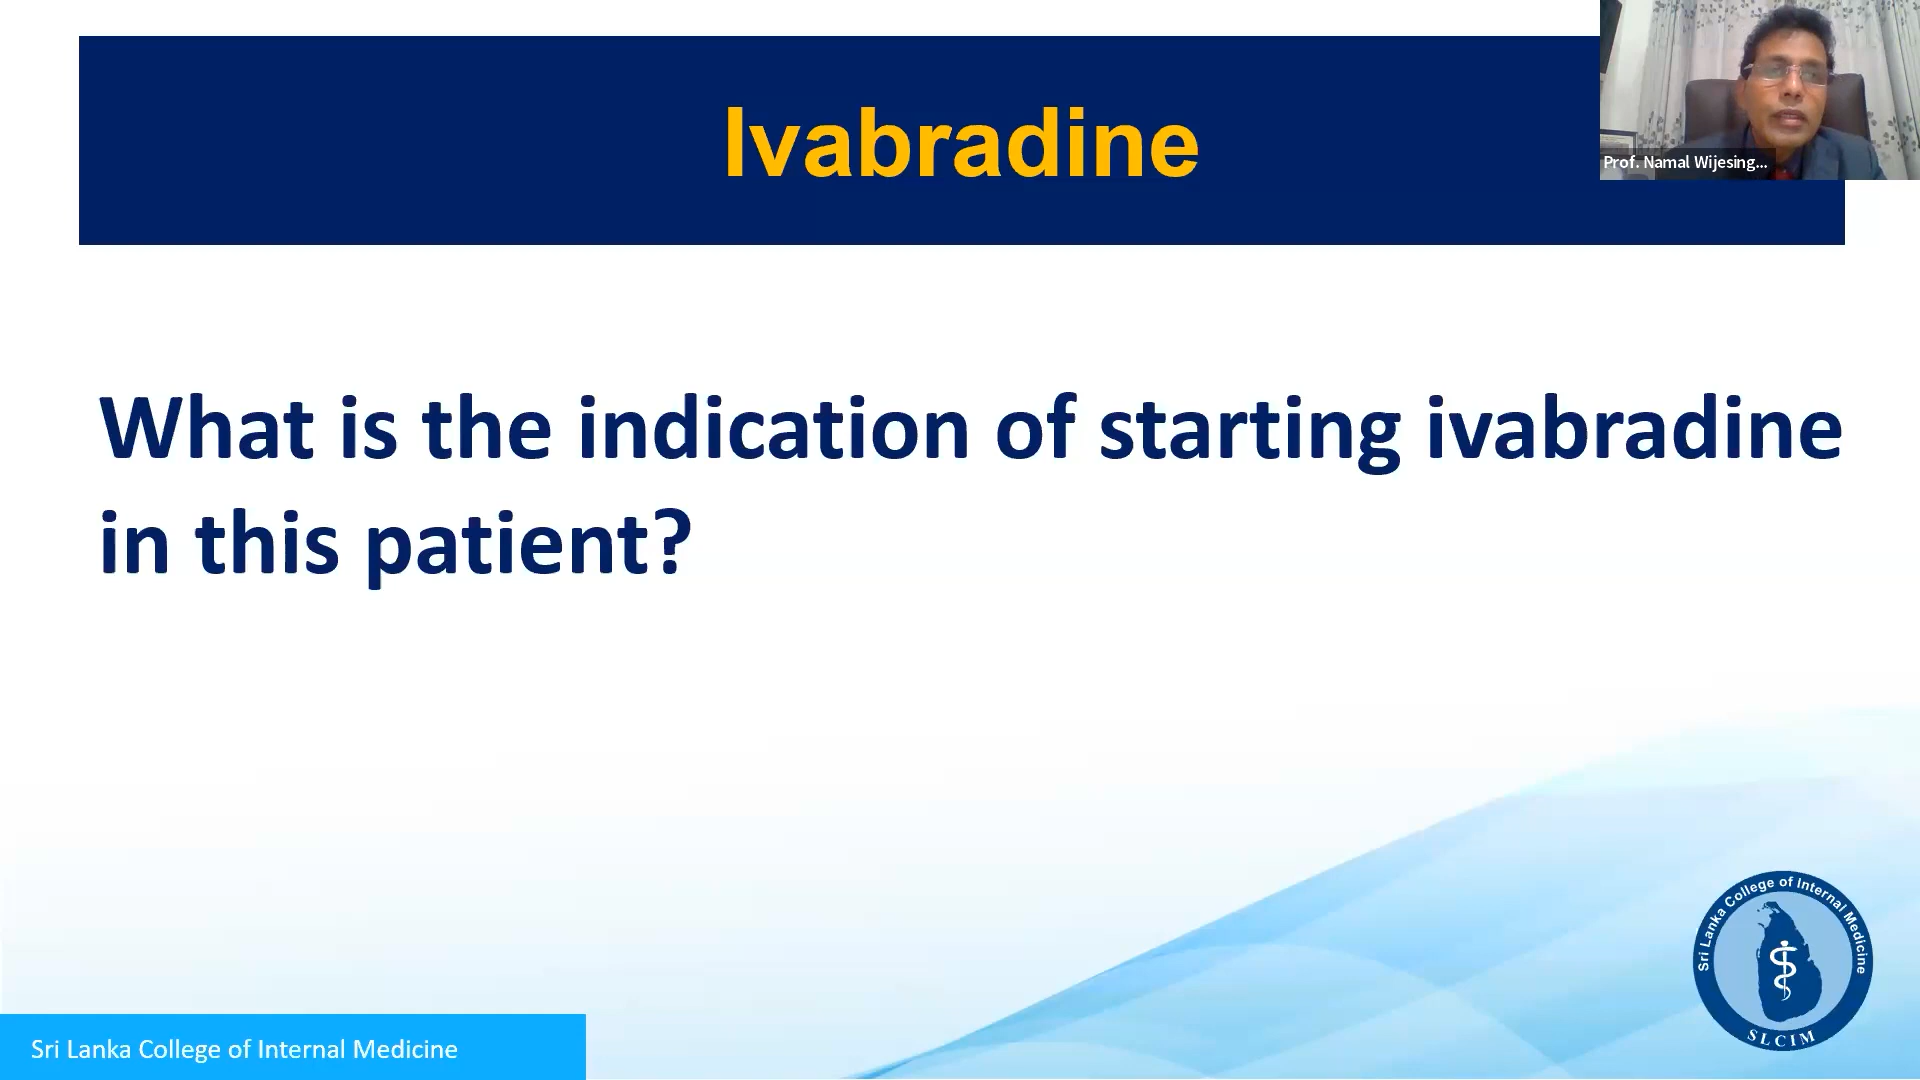 Ivabradine
Prof. Namal Wijesing...
What is the indication of starting ivabradine
in this patient?
Sri Lanka College of Internal Medicine
SLCIM
Sri Lanka College of Internal Medicine